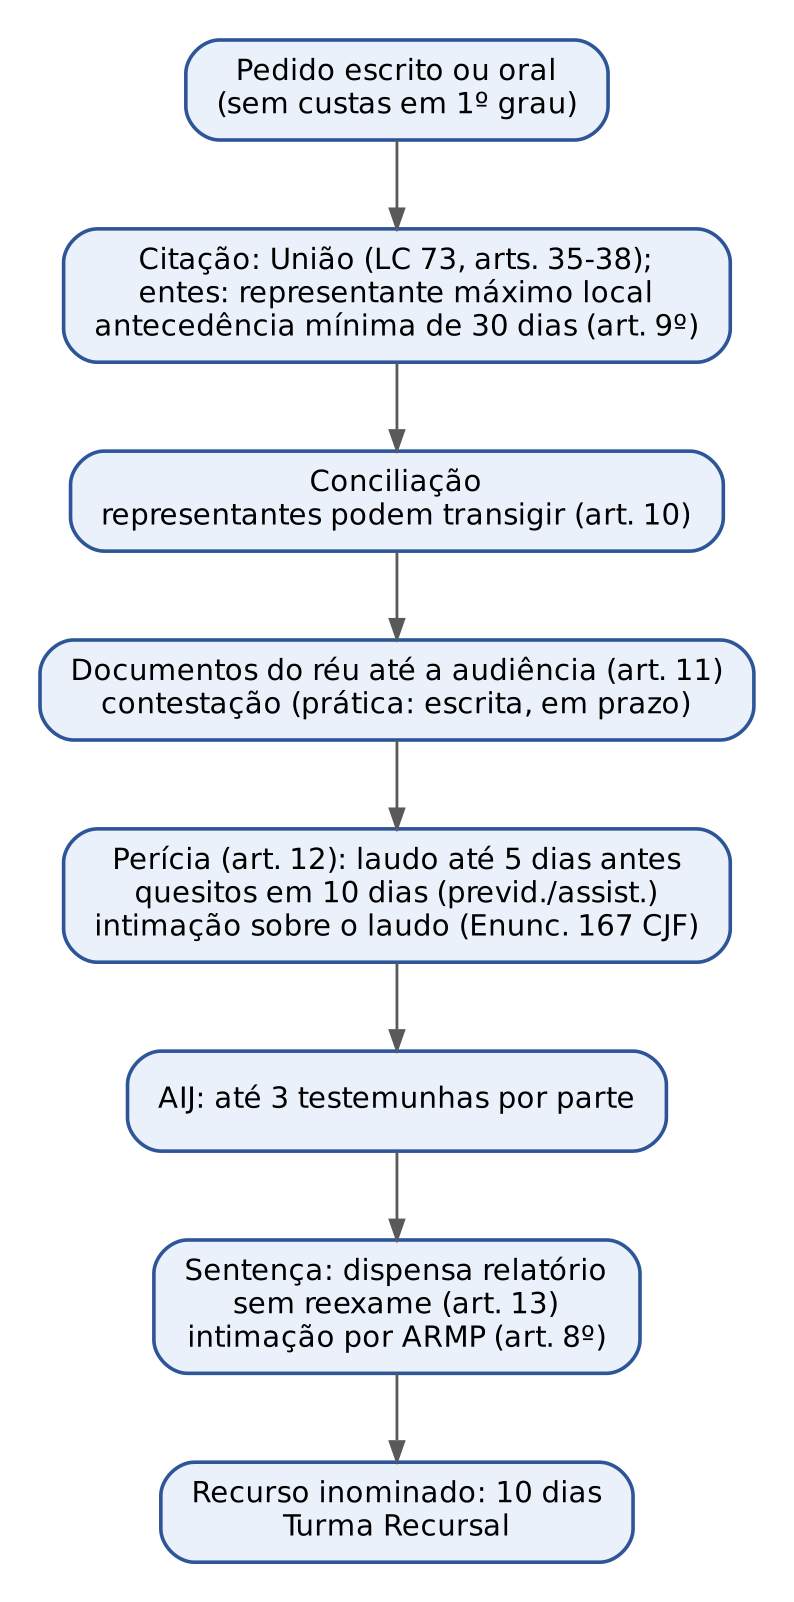 Pedido escrito ou oral
(sem custas em 1º grau)
Citação: União (LC 73, arts. 35-38);
entes: representante máximo local
antecedência mínima de 30 dias (art. 9º)
Conciliação
representantes podem transigir (art. 10)
Documentos do réu até a audiência (art. 11)
contestação (prática: escrita, em prazo)
Perícia (art. 12): laudo até 5 dias antes
quesitos em 10 dias (previd./assist.)
intimação sobre o laudo (Enunc. 167 CJF)
AIJ: até 3 testemunhas por parte
Sentença: dispensa relatório
sem reexame (art. 13)
intimação por ARMP (art. 8º)
Recurso inominado: 10 dias
Turma Recursal